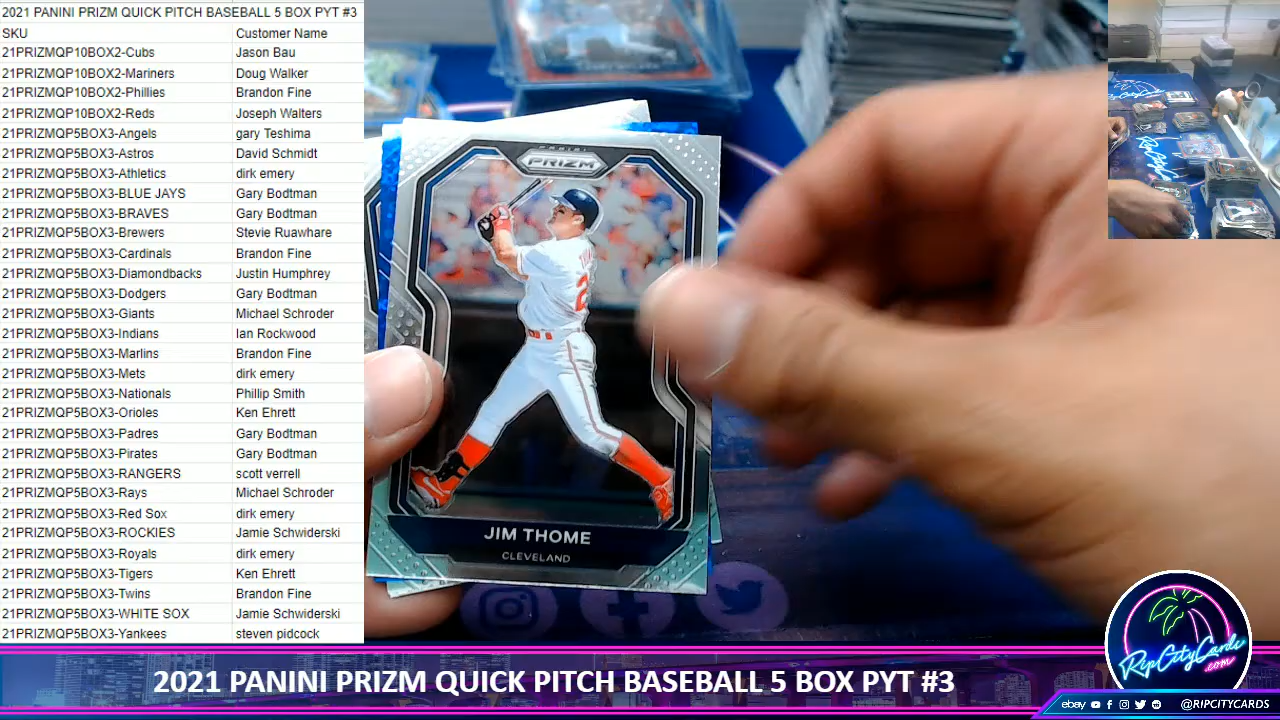 2021 PANINI PRIZM QUICK PITCH BASEBALL 5 BOX PYT #3
SKU Customer Name
21PRIZMQP10BOX2-Cubs Jason Bau
21PRIZMQP10BOX2-Mariners Doug Walker
21PRIZMQP10BOX2-Phillies Brandon Fine
21PRIZMQP10BOX2-Reds Joseph Walters
21PRIZMQP5BOX3-Angels gary Teshima
21PRIZMQP5BOX3-Astros David Schmidt
21PRIZMQP5BOX3-Athletics dirk emery
21PRIZMQP5BOX3-BLUE JAYS Gary Bodtman
21PRIZMQP5BOX3-BRAVES Gary Bodtman
21PRIZMQP5BOX3-Brewers Stevie Ruawhare
21PRIZMQP5BOX3-Cardinals Brandon Fine
21PRIZMQP5BOX3-Diamondbacks Justin Humphrey
21PRIZMQP5BOX3-Dodgers Gary Bodtman
21PRIZMQP5BOX3-Giants Michael Schroder
21PRIZMQP5BOX3-Indians Ian Rockwood
21PRIZMQP5BOX3-Marlins Brandon Fine
21PRIZMQP5BOX3-Mets dirk emery
21PRIZMQP5BOX3-Nationals Phillip Smith
21PRIZMQP5BOX3-Orioles Ken Ehrett
21PRIZMQP5BOX3-Padres Gary Bodtman
21PRIZMQP5BOX3-Pirates Gary Bodtman
21PRIZMQP5BOX3-RANGERS scott verrell
21PRIZMQP5BOX3-Rays Michael Schroder
21PRIZMQP5BOX3-Red Sox dirk emery
21PRIZMQP5BOX3-ROCKIES Jamie Schwiderski
21PRIZMQP5BOX3-Royals dirk emery
21PRIZMQP5BOX3-Tigers Ken Ehrett
21PRIZMQP5BOX3-Twins Brandon Fine
21PRIZMQP5BOX3-WHITE SOX Jamie Schwiderski
21PRIZMQP5BOX3-Yankees steven pidcock
PANINI
PRIZM
2
JIM THOME
CLEVELAND
RipCityCards
.com
2021 PANINI PRIZM QUICK PITCH BASEBALL 5 BOX PYT #3
ebay @RIPCITYCARDS